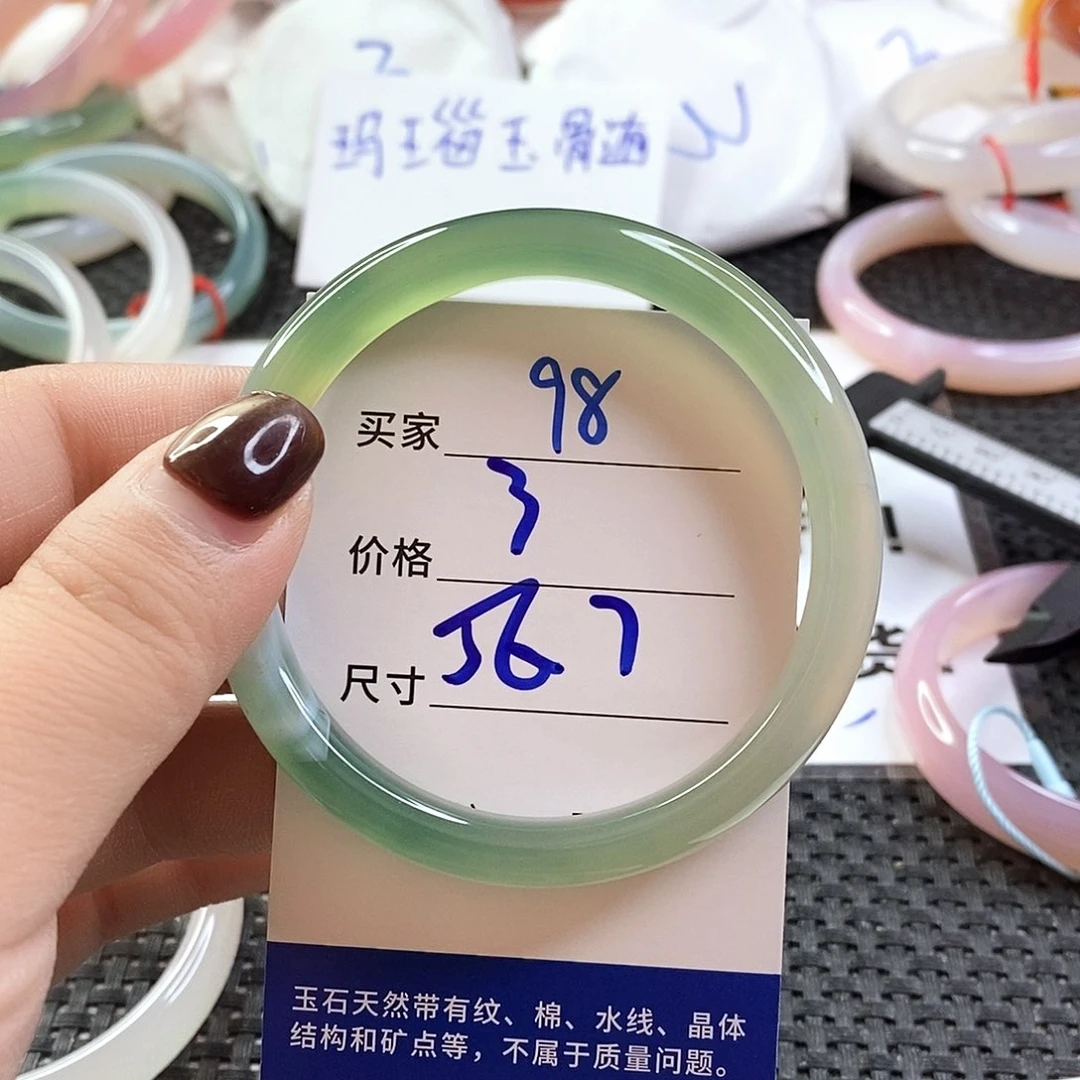 玛瑙玉骨髓
买家 98
价格 3
尺寸 56 7
玉石天然带有纹、棉、水线、晶体
结构和矿点等，不属于质量问题。